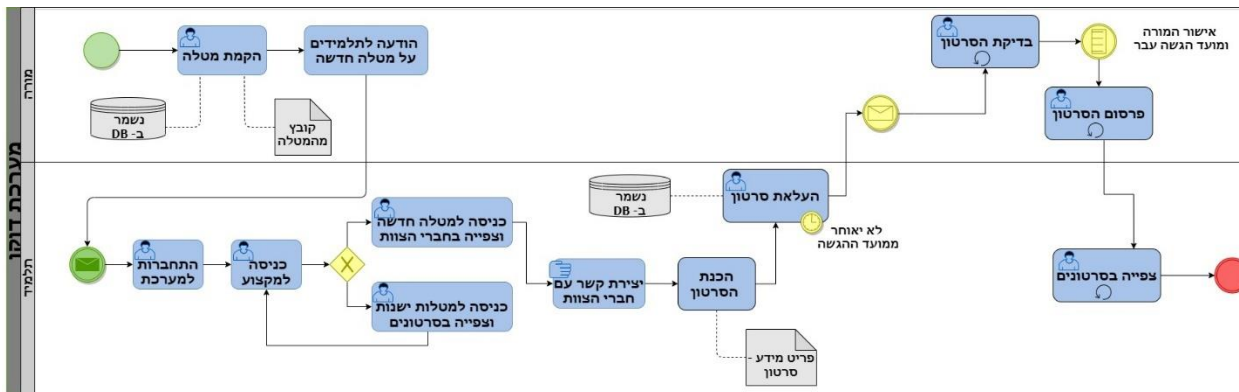 מערכת דוקו
מורה
הקמת מטלה
הודעה לתלמידים
על מטלה חדשה
נשמר
ב- DB
קובץ
מהמטלה
בדיקת הסרטון
אישור המורה
ומועד הגשה עבר
פרסום הסרטון
תלמיד
התחברות
למערכת
כניסה
למקצוע
כניסה למטלה חדשה
וצפייה בחברי הצוות
כניסה למטלות ישנות
וצפייה בסרטונים
יצירת קשר עם
חברי הצוות
הכנת
הסרטון
פריט מידע -
סרטון
נשמר
ב- DB
העלאת סרטון
לא יאוחר
ממועד ההגשה
צפייה בסרטונים